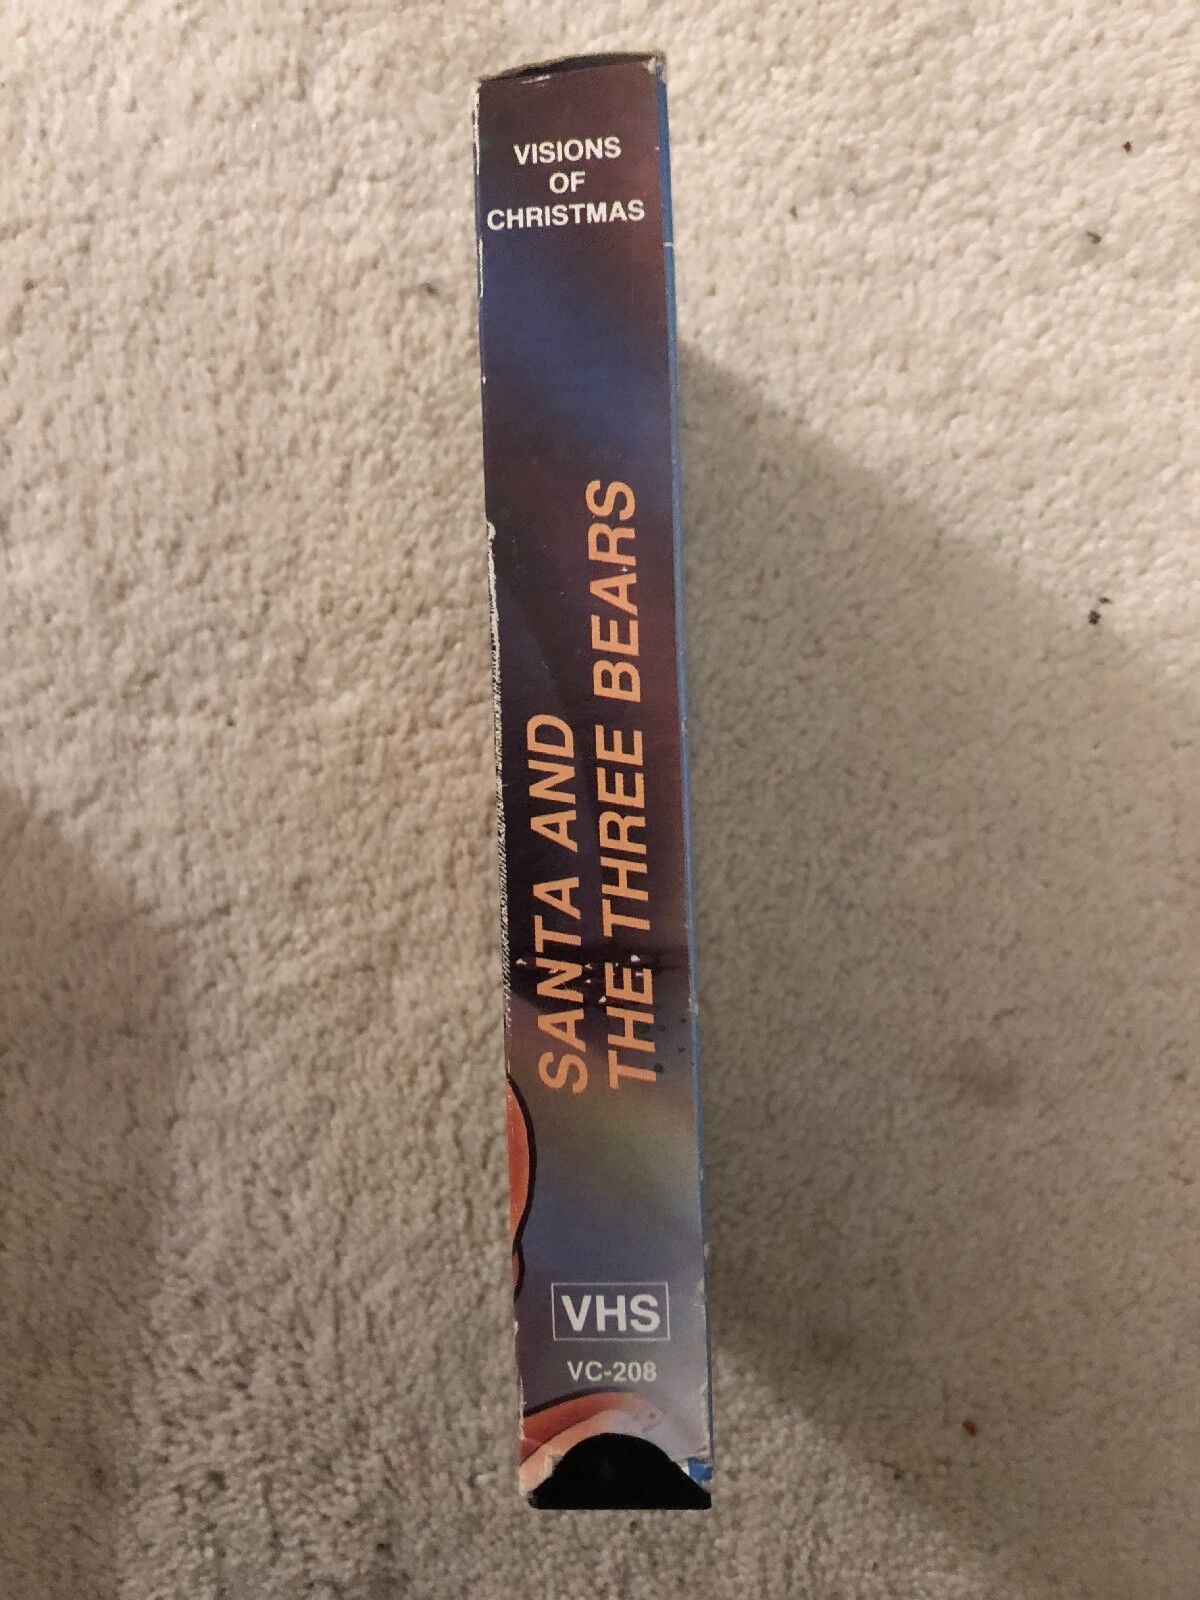 VISIONS
OF
CHRISTMAS
SANTA AND
THE THREE BEARS
VHS
VC-208